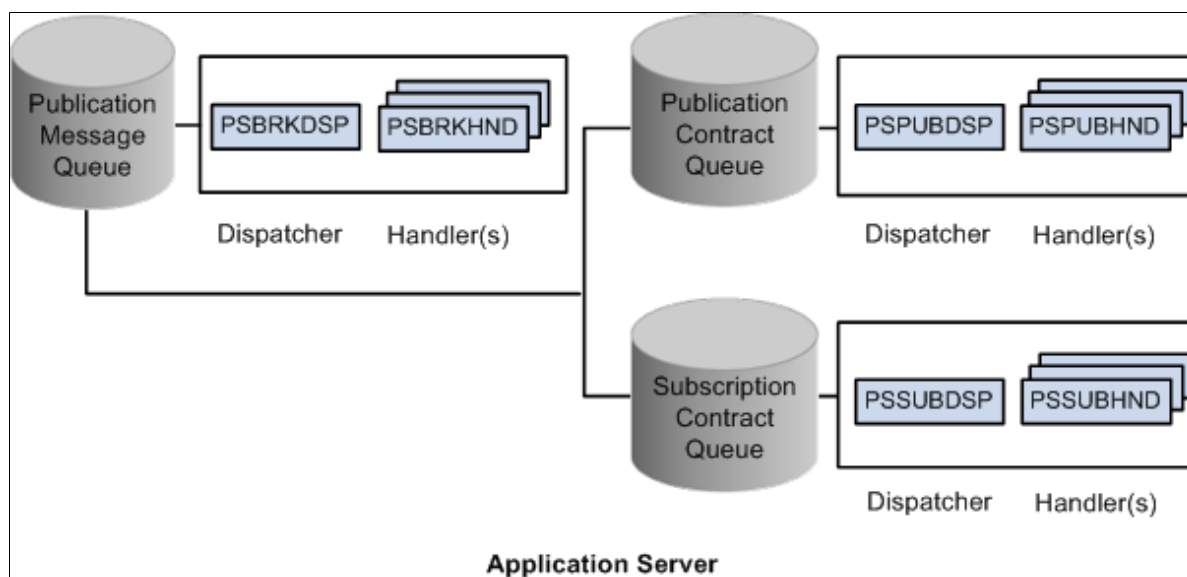 Publication
Message
Queue
PSBRKDSP
PSBRKHND
Dispatcher
Handler(s)
Publication
Contract
Queue
PSPUBDSP
PSPUBHND
Dispatcher
Handler(s)
Subscription
Contract
Queue
PSSUBDSP
PSSUBHND
Dispatcher
Handler(s)
Application Server